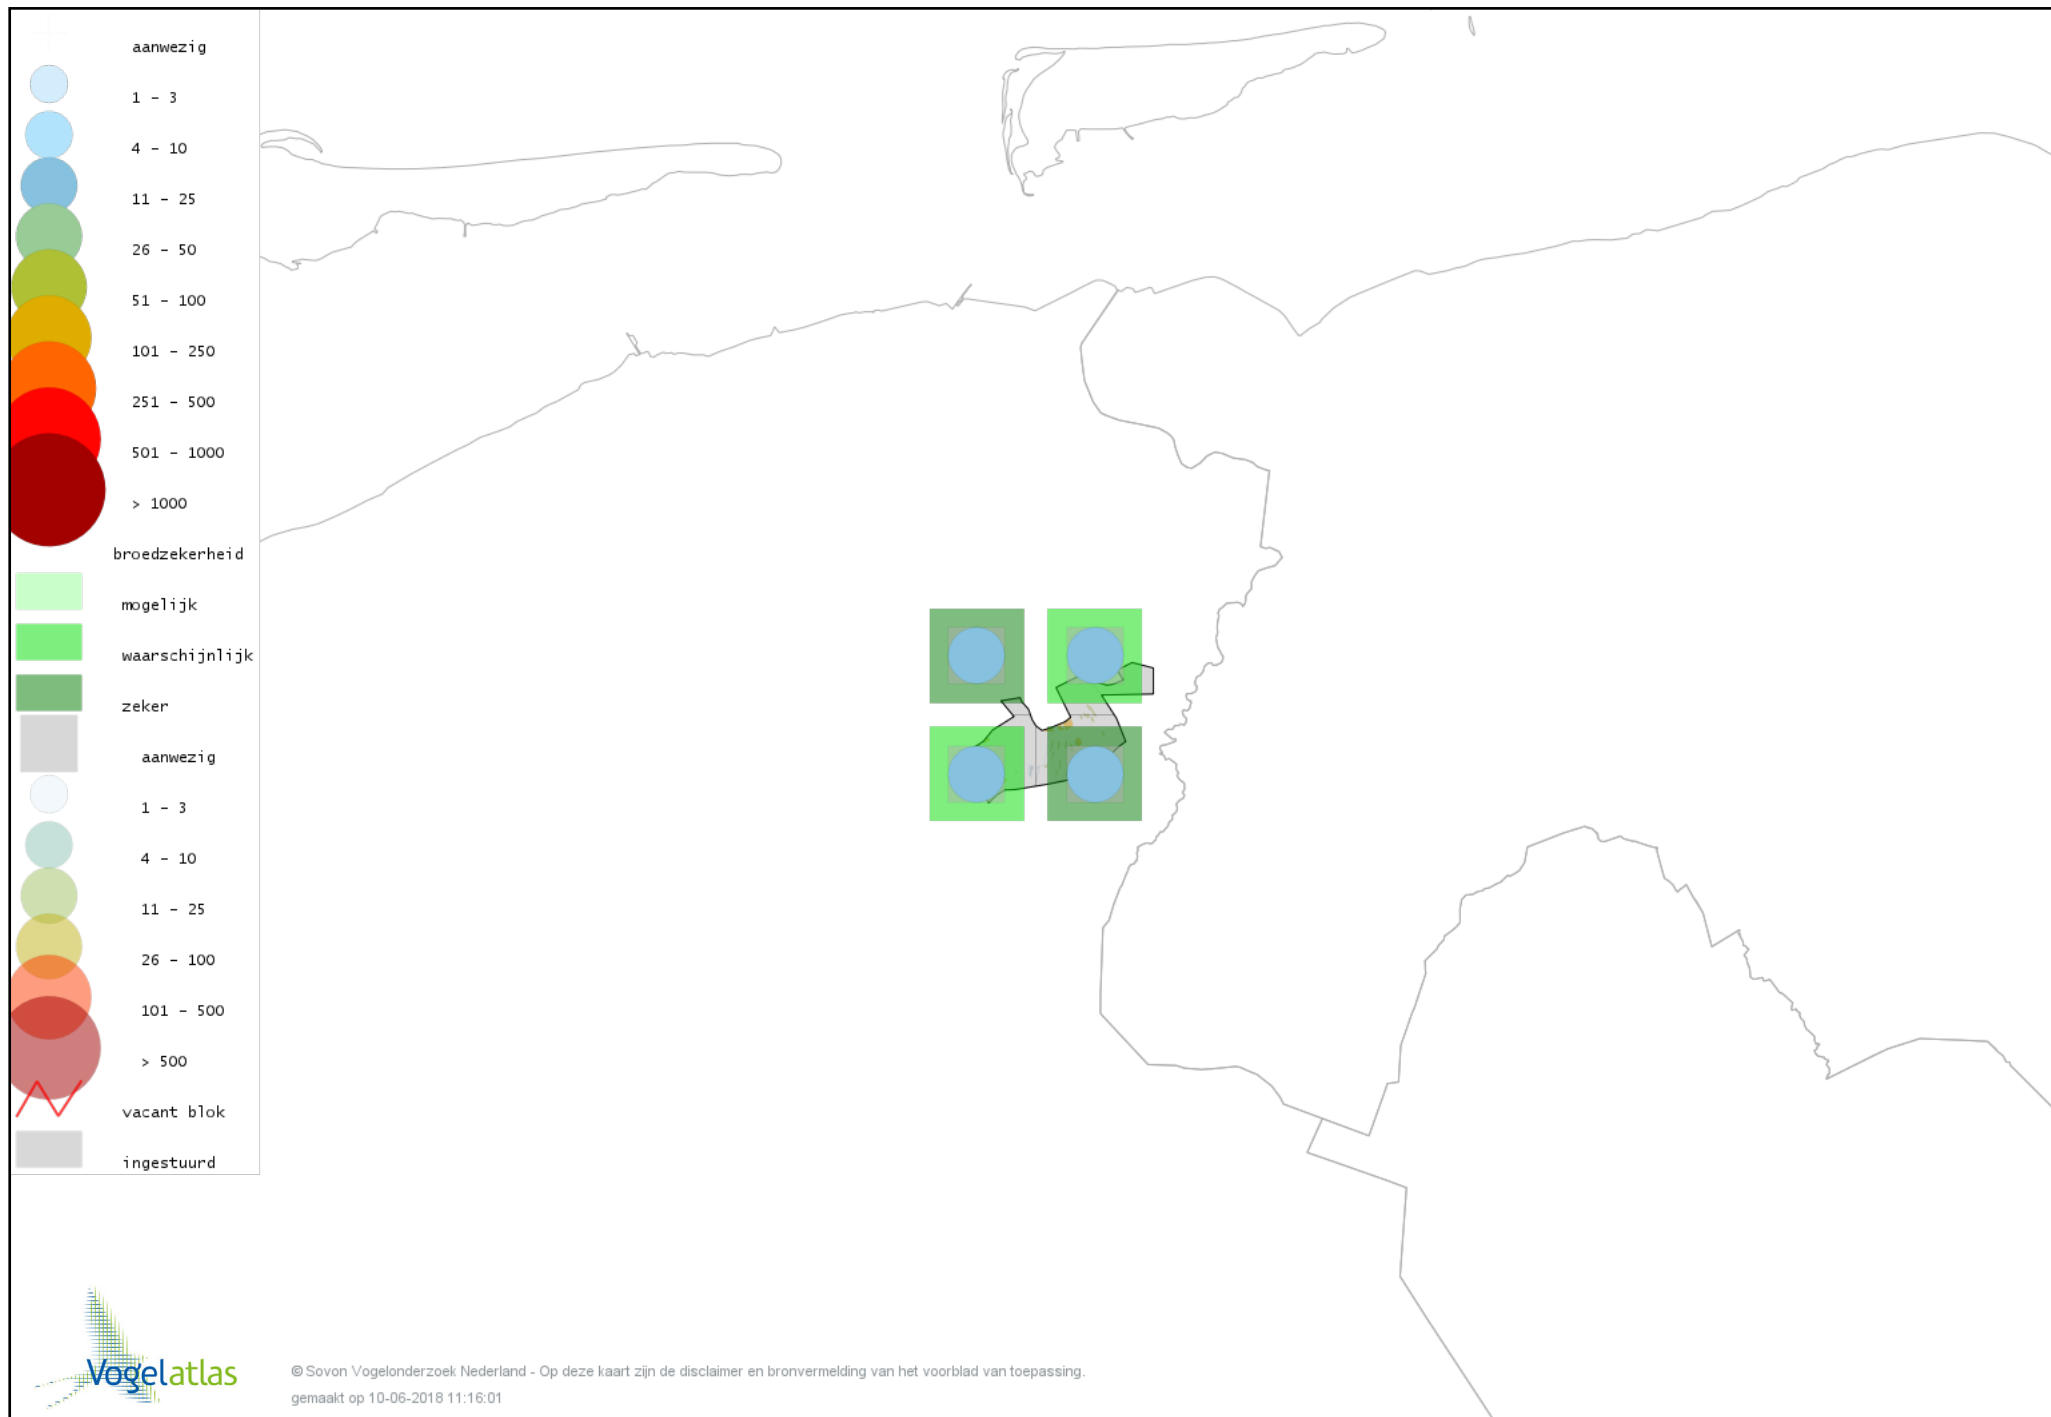 aanwezig
1 - 3
4 - 10
11 - 25
26 - 50
51 - 100
101 - 250
251 - 500
501 - 1000
> 1000
broedzekerheid
mogelijk
waarschijnlijk
zeker
aanwezig
1 - 3
4 - 10
11 - 25
26 - 100
101 - 500
> 500
vacant blok
ingestuurd
Vogelatlas
© Sovon Vogelonderzoek Nederland - Op deze kaart zijn de disclaimer en bronvermelding van het voorblad van toepassing.
gemaakt op 10-06-2018 11:16:01